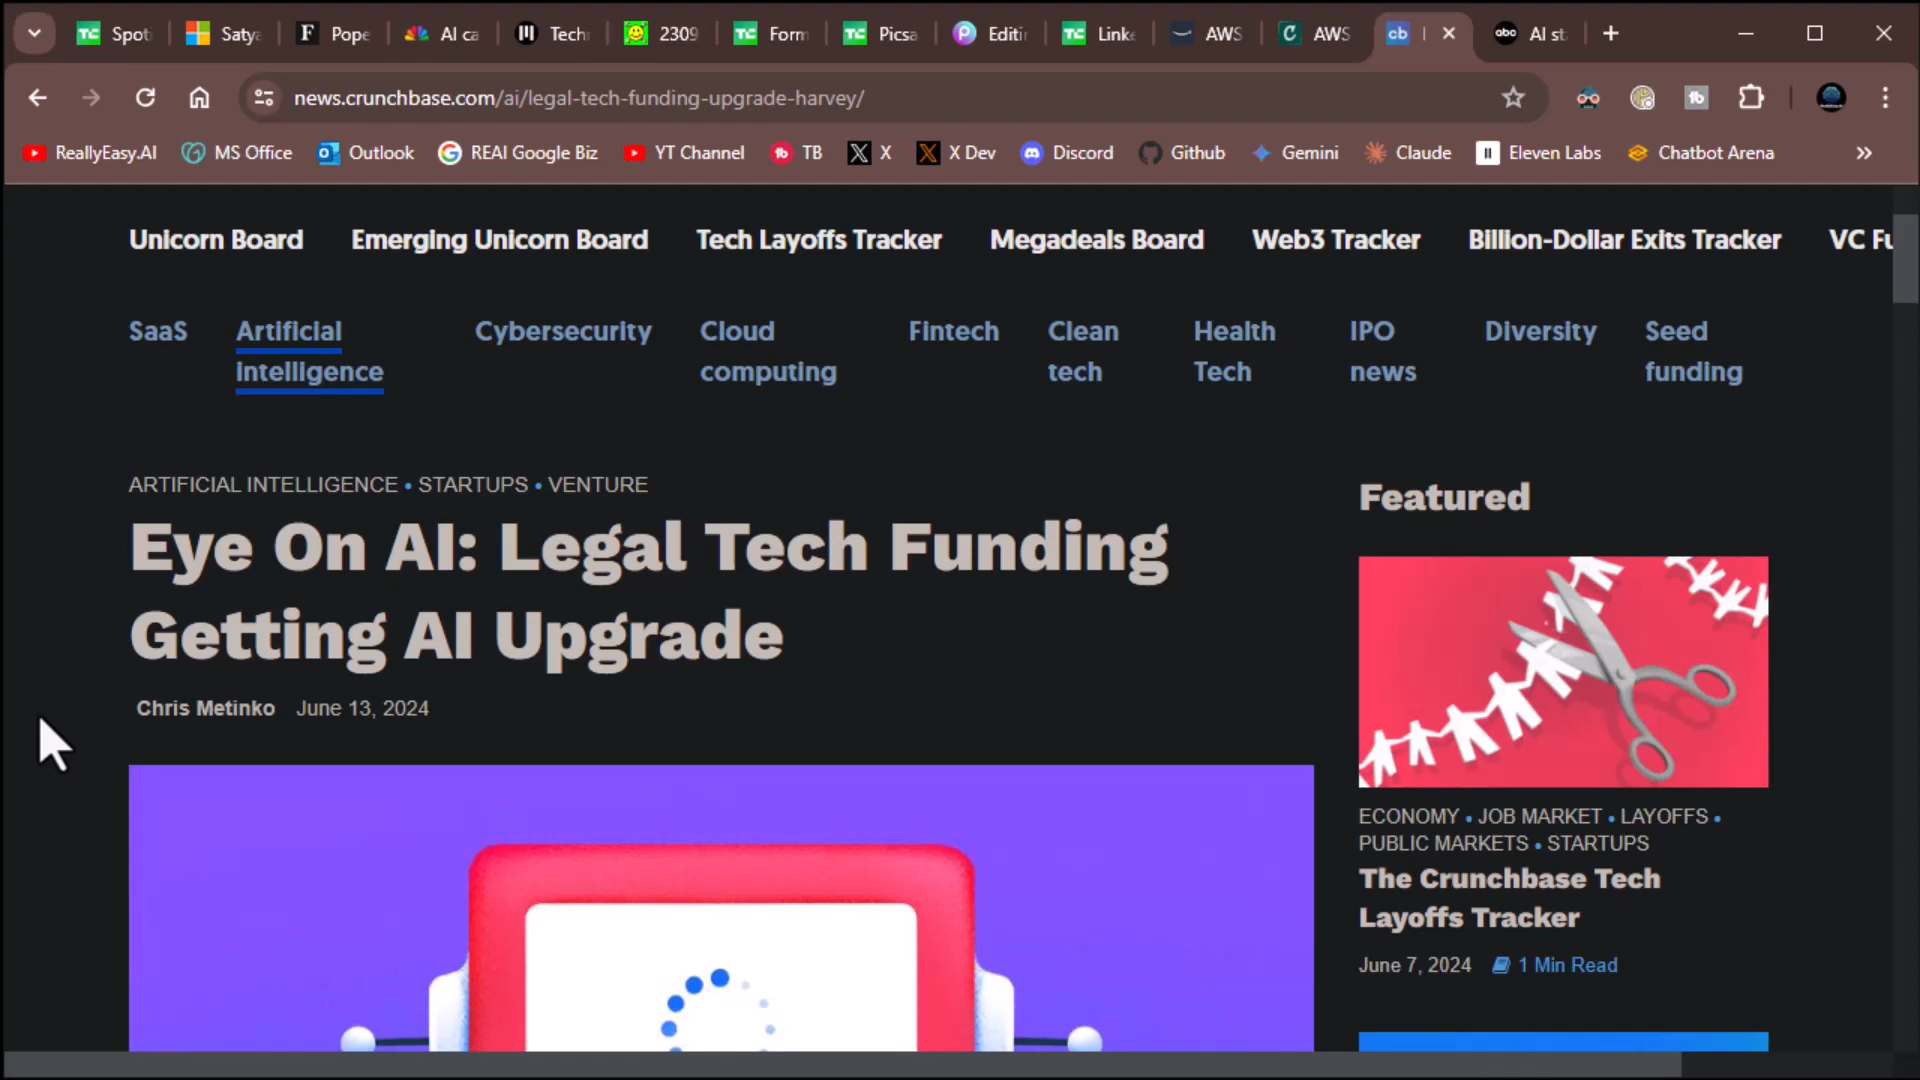 Spoti
Satya
Pope
AI ca
Techn
2309
Form
Picsa
Editin
Linke
AWS
AWS
AI st
news.crunchbase.com/ai/legal-tech-funding-upgrade-harvey/
ReallyEasy.AI MS Office Outlook REAI Google Biz YT Channel TB X X Dev Discord Github Gemini Claude Eleven Labs Chatbot Arena
Unicorn Board Emerging Unicorn Board Tech Layoffs Tracker Megadeals Board Web3 Tracker Billion-Dollar Exits Tracker VC Fu
SaaS
Artificial
intelligence
Cybersecurity
Cloud
computing
Fintech
Clean
tech
Health
Tech
IPO
news
Diversity
Seed
funding
ARTIFICIAL INTELLIGENCE • STARTUPS • VENTURE
Eye On AI: Legal Tech Funding
Getting AI Upgrade
Chris Metinko June 13, 2024
Featured
ECONOMY • JOB MARKET • LAYOFFS •
PUBLIC MARKETS • STARTUPS
The Crunchbase Tech
Layoffs Tracker
June 7, 2024 1 Min Read